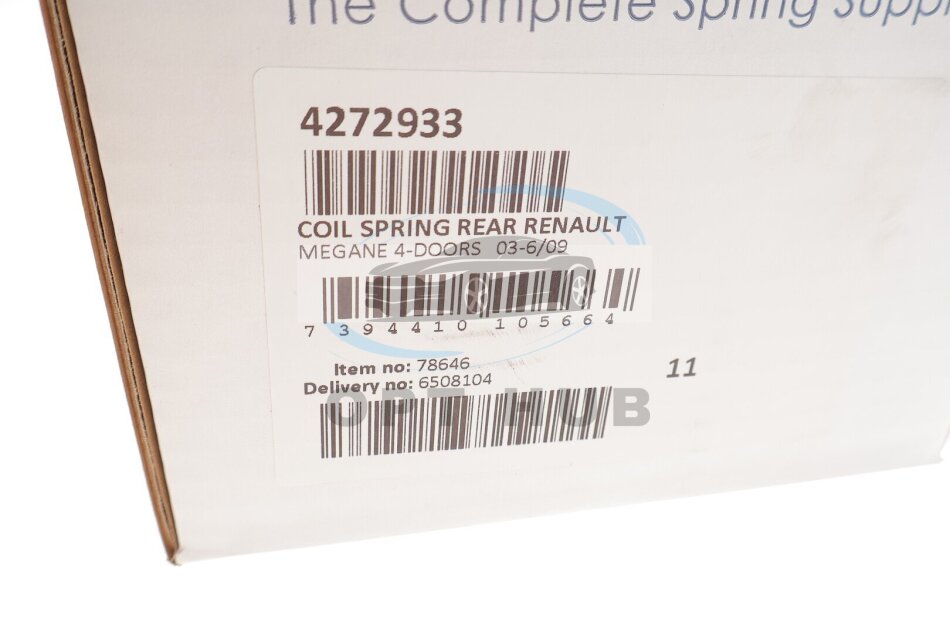 The Complete Spring
4272933
COIL SPRING REAR RENAULT
MEGANE 4-DOORS 03-6/09
7 394410 105664
Item no: 78646
11
Delivery no: 6508104
OPT HUB